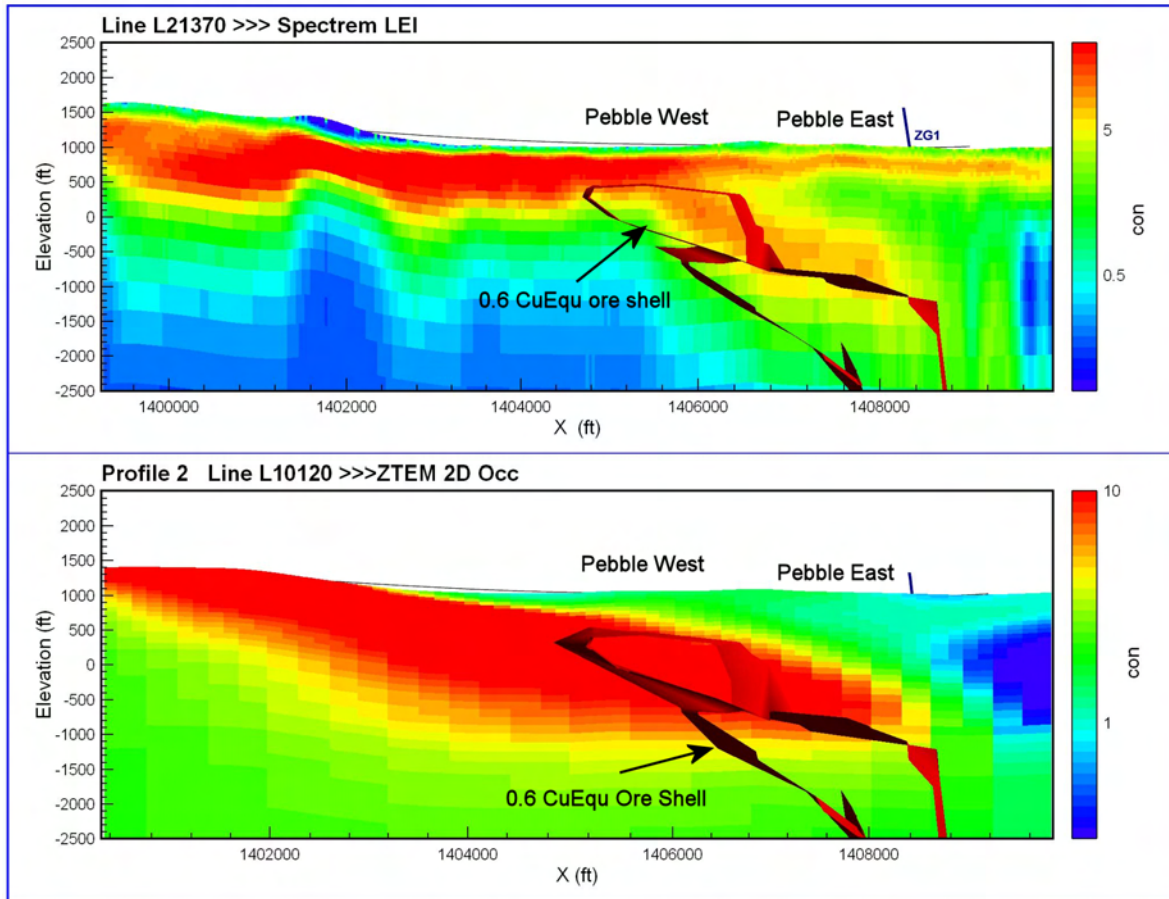 Line L21370 >>> Spectrem LEI
2500
2000
1500
1000
500
0
-500
-1000
-1500
-2000
-2500
Elevation (ft)
Pebble West
Pebble East
ZG1
0.6 CuEqu ore shell
1400000
1402000
1404000
1406000
1408000
X (ft)
5
0.5
con
Profile 2 Line L10120 >>>ZTEM 2D Occ
2500
2000
1500
1000
500
0
-500
-1000
-1500
-2000
-2500
Elevation (ft)
Pebble West
Pebble East
0.6 CuEqu Ore Shell
1402000
1404000
1406000
1408000
X (ft)
10
1
con